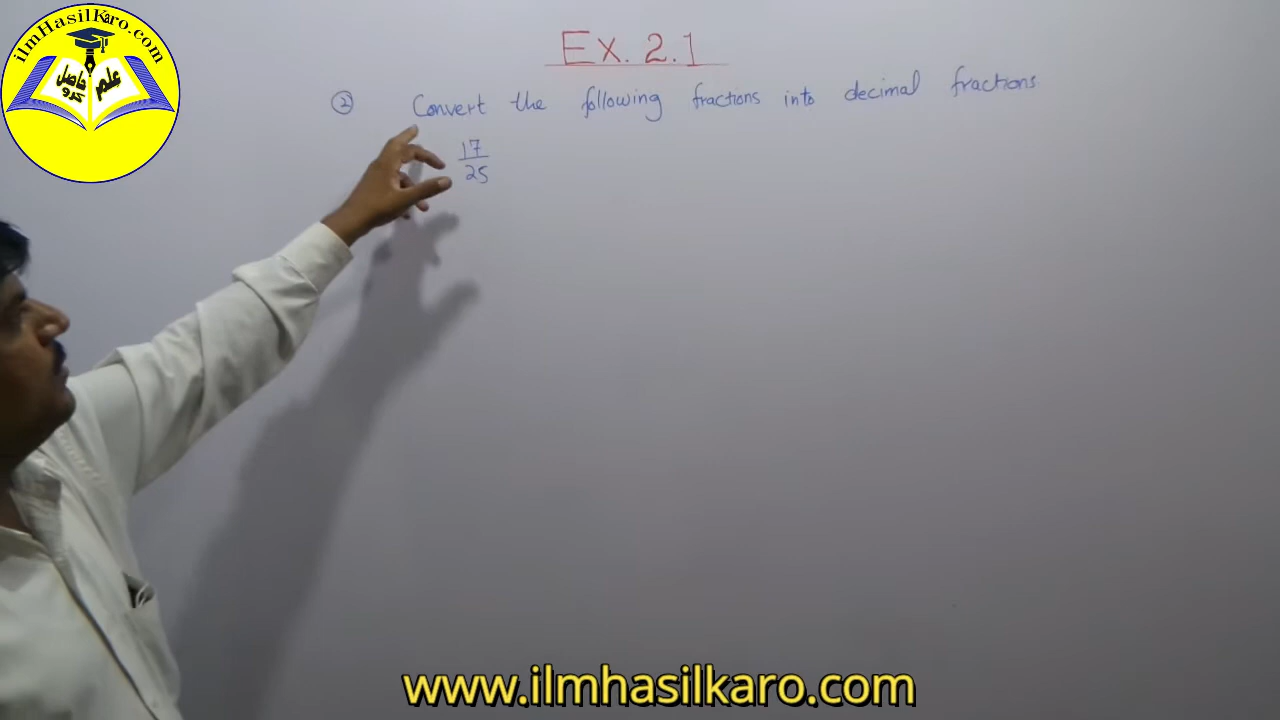 ilmHasilKaro.com
علم حاصل کرو
Ex. 2.1
② Convert the following fractions into decimal fractions
17
25
www.ilmhasilkaro.com